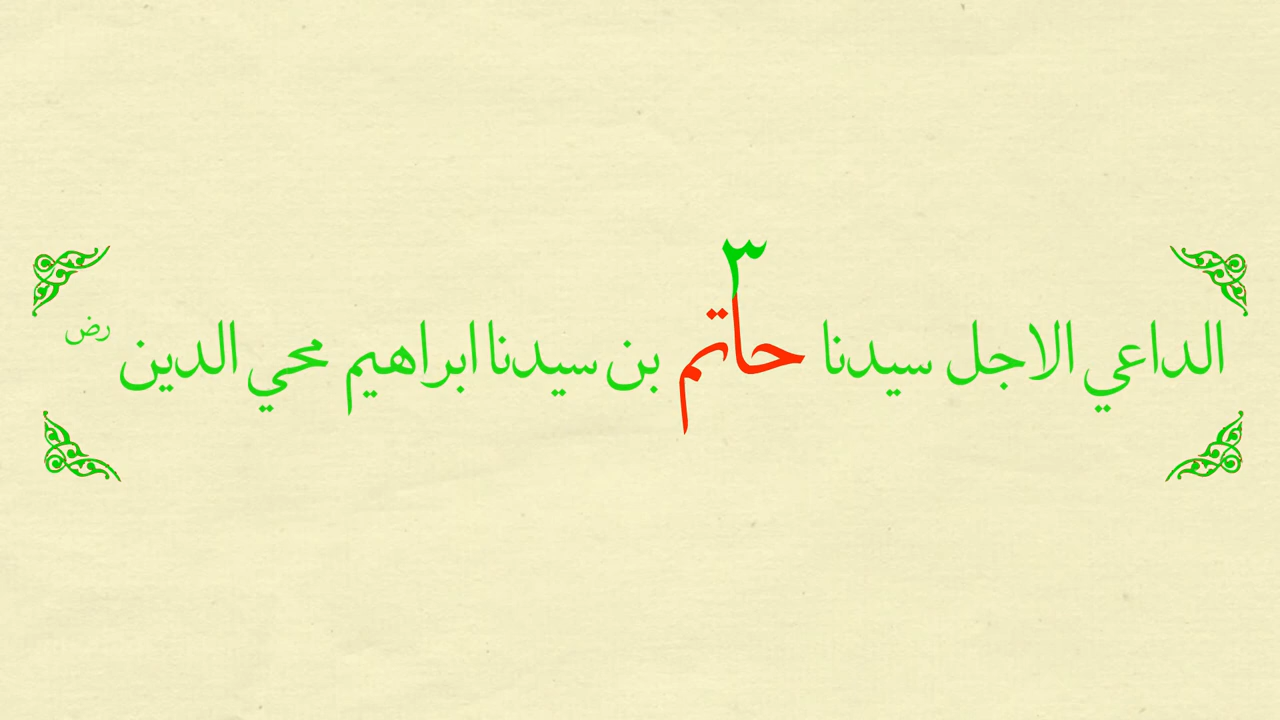 ٣
الداعي الاجل سيدنا حاتم بن سيدنا ابراهيم محي الدين رض